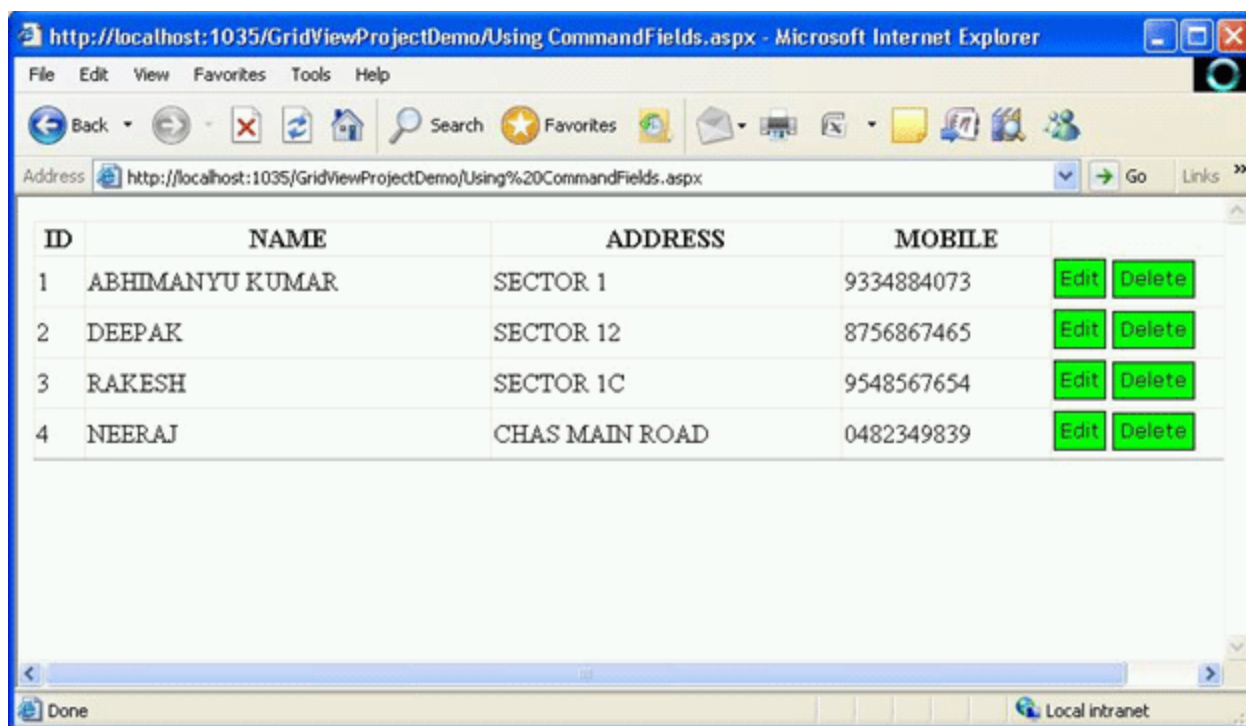 http://localhost:1035/GridViewProjectDemo/Using CommandFields.aspx - Microsoft Internet Explorer
File Edit View Favorites Tools Help
Back Search Favorites
Address http://localhost:1035/GridViewProjectDemo/Using%20CommandFields.aspx Go Links »
ID NAME ADDRESS MOBILE
1 ABHIMANYU KUMAR SECTOR 1 9334884073 Edit Delete
2 DEEPAK SECTOR 12 8756867465 Edit Delete
3 RAKESH SECTOR 1C 9548567654 Edit Delete
4 NEERAJ CHAS MAIN ROAD 0482349839 Edit Delete
Done Local intranet